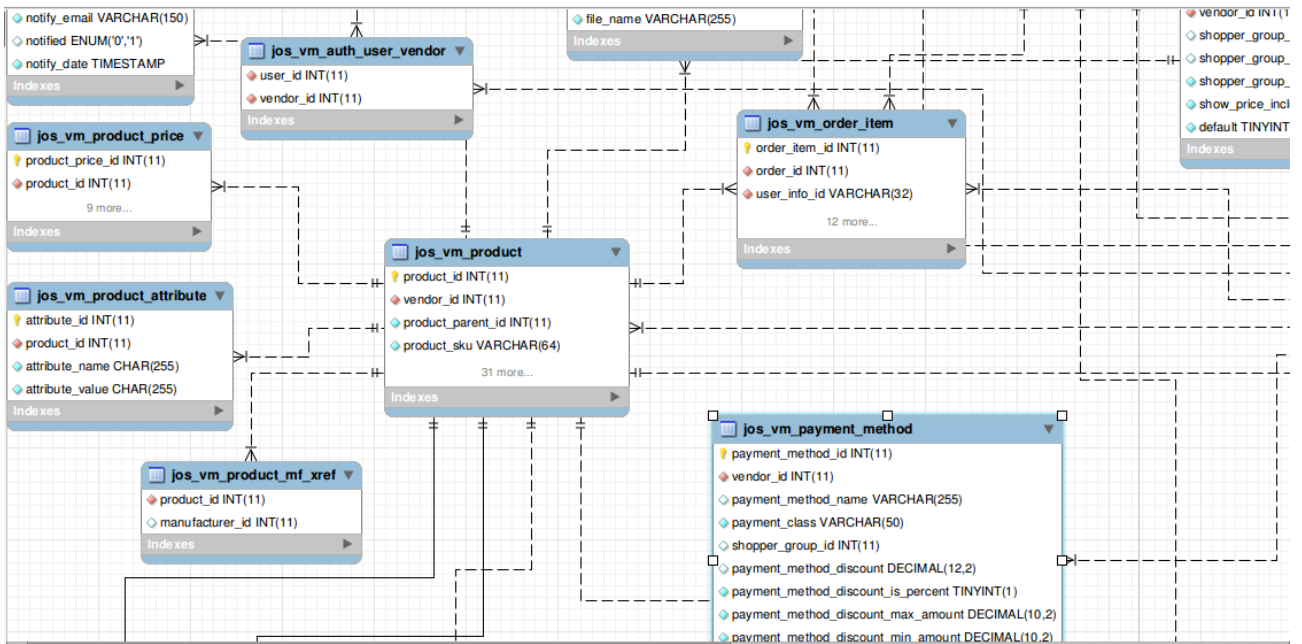 notify_email VARCHAR(150)
notified ENUM('0','1')
notify_date TIMESTAMP
Indexes
jos_vm_auth_user_vendor
user_id INT(11)
vendor_id INT(11)
Indexes
file_name VARCHAR(255)
Indexes
vendor_id INT(1
shopper_group_
shopper_group_
shopper_group_
show_price_incl
default TINYINT
Indexes
jos_vm_product_price
product_price_id INT(11)
product_id INT(11)
9 more...
Indexes
jos_vm_order_item
order_item_id INT(11)
order_id INT(11)
user_info_id VARCHAR(32)
12 more...
Indexes
jos_vm_product
product_id INT(11)
vendor_id INT(11)
product_parent_id INT(11)
product_sku VARCHAR(64)
31 more...
Indexes
jos_vm_product_attribute
attribute_id INT(11)
product_id INT(11)
attribute_name CHAR(255)
attribute_value CHAR(255)
Indexes
jos_vm_product_mf_xref
product_id INT(11)
manufacturer_id INT(11)
Indexes
jos_vm_payment_method
payment_method_id INT(11)
vendor_id INT(11)
payment_method_name VARCHAR(255)
payment_class VARCHAR(50)
shopper_group_id INT(11)
payment_method_discount DECIMAL(12,2)
payment_method_discount_is_percent TINYINT(1)
payment_method_discount_max_amount DECIMAL(10,2)
payment_method_discount_min_amount DECIMAL(10,2)